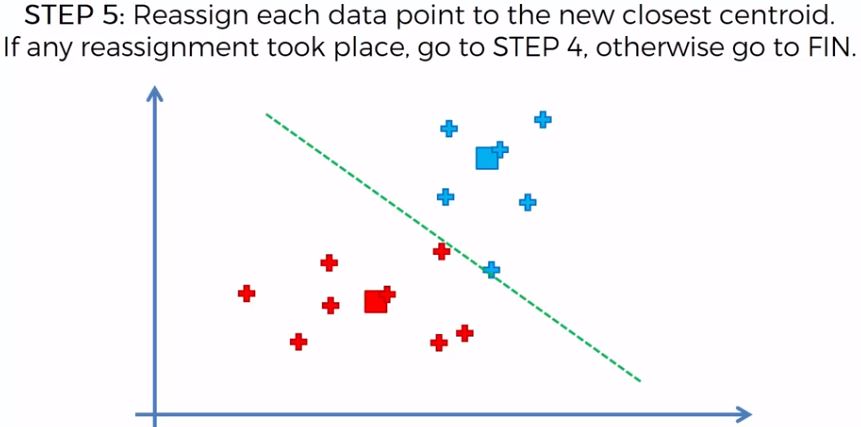 STEP 5: Reassign each data point to the new closest centroid.
If any reassignment took place, go to STEP 4, otherwise go to FIN.